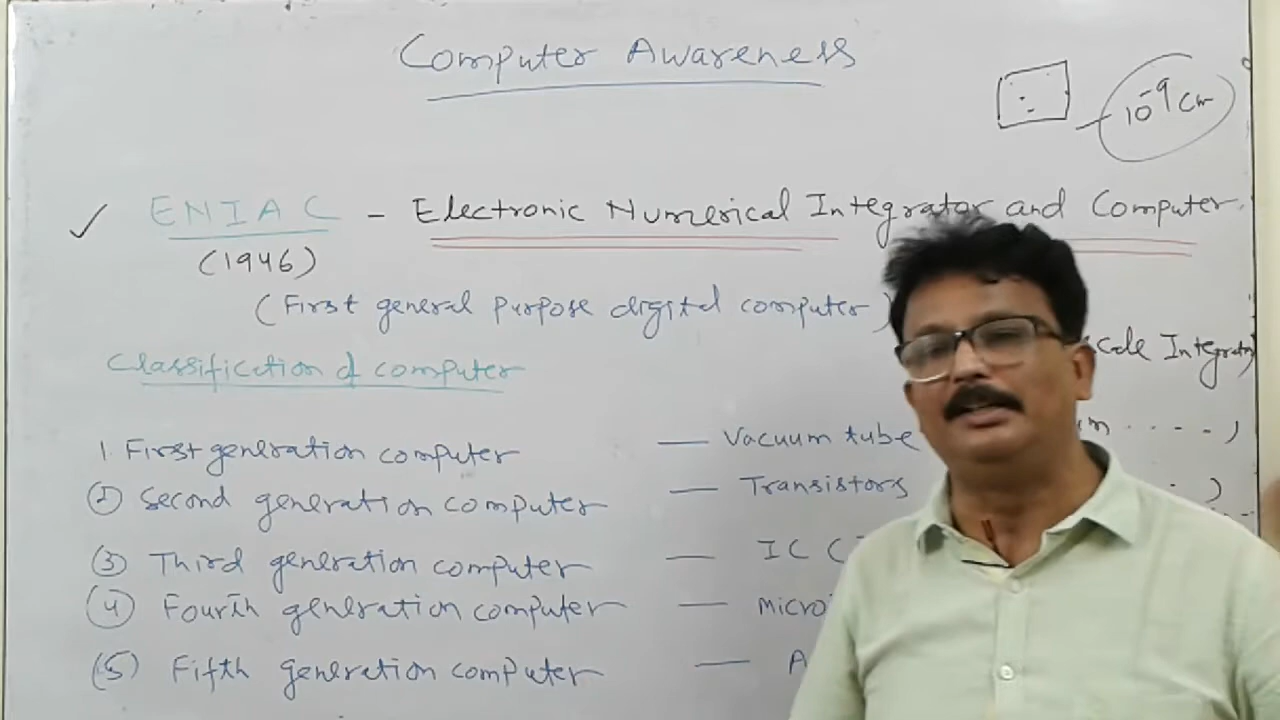 Computer Awareness
10⁻⁹ cm
ENIAC - Electronic Numerical Integrator and Computer.
(1946)
(First general purpose digital computer)
Classification of computer
1. First generation computer — Vacuum tube
② Second generation computer — Transistors
③ Third generation computer — IC (
④ Fourth generation computer — micro
(5) Fifth generation computer — A